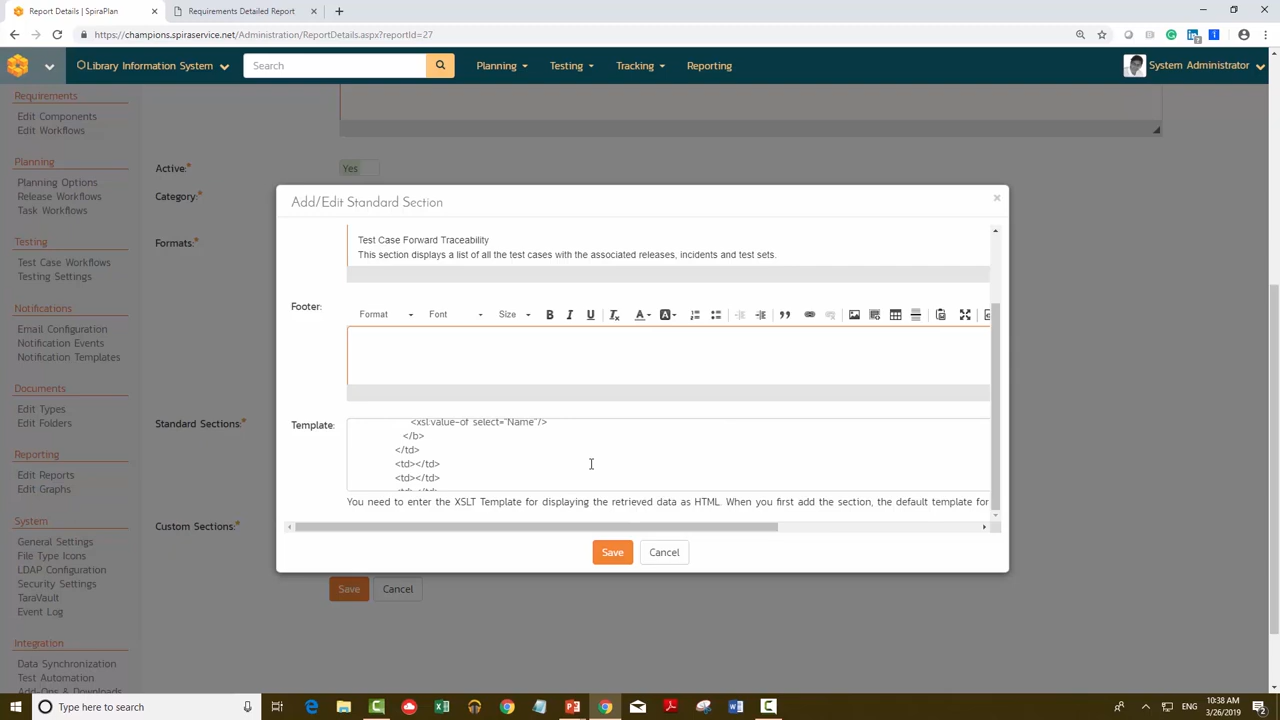 Report Details | SpiraPlan
Requirements Detailed Report
https://champions.spiraservice.org/Administration/ReportDetails.aspx?reportId=27
Library Information System
Search
Planning
Testing
Tracking
Reporting
System Administrator
Requirements
Edit Components
Edit Workflows
Planning
Planning Options
Release Workflows
Task Workflows
Testing
Test Case Workflows
Testing Settings
Notifications
Email Configuration
Notification Events
Notification Templates
Documents
Edit Types
Edit Folders
Reporting
Edit Reports
Edit Graphs
System
General Settings
File Type Icons
LDAP Configuration
Security Settings
TaraVault
Event Log
Integration
Data Synchronization
Test Automation
Add-Ons & Downloads
Active:*
Yes
Category:*
Formats:*
Standard Sections:*
Custom Sections:*
Save
Cancel
Add/Edit Standard Section
×
Test Case Forward Traceability
This section displays a list of all the test cases with the associated releases, incidents and test sets.
Footer:
Format
Font
Size
B I U
Template:
<xsl:value-of select="Name"/>
</b>
</td>
<td></td>
<td></td>
<td></td>
You need to enter the XSLT Template for displaying the retrieved data as HTML. When you first add the section, the default template for
Save
Cancel
Type here to search
ENG
10:38 AM
3/26/2019